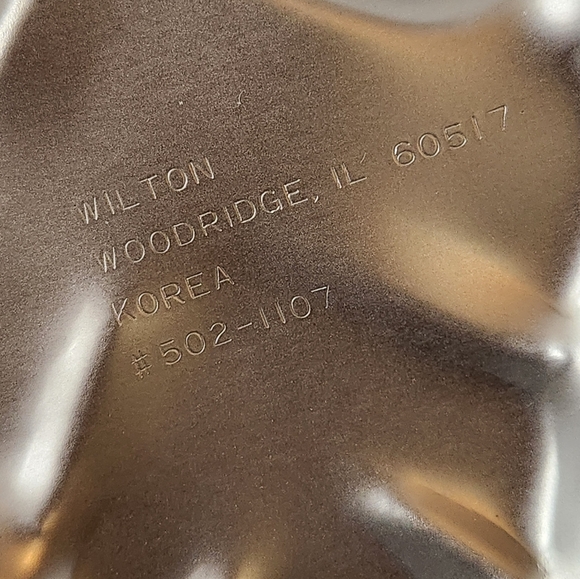 WILTON
WOODRIDGE, IL 60517
KOREA
# 502-1107